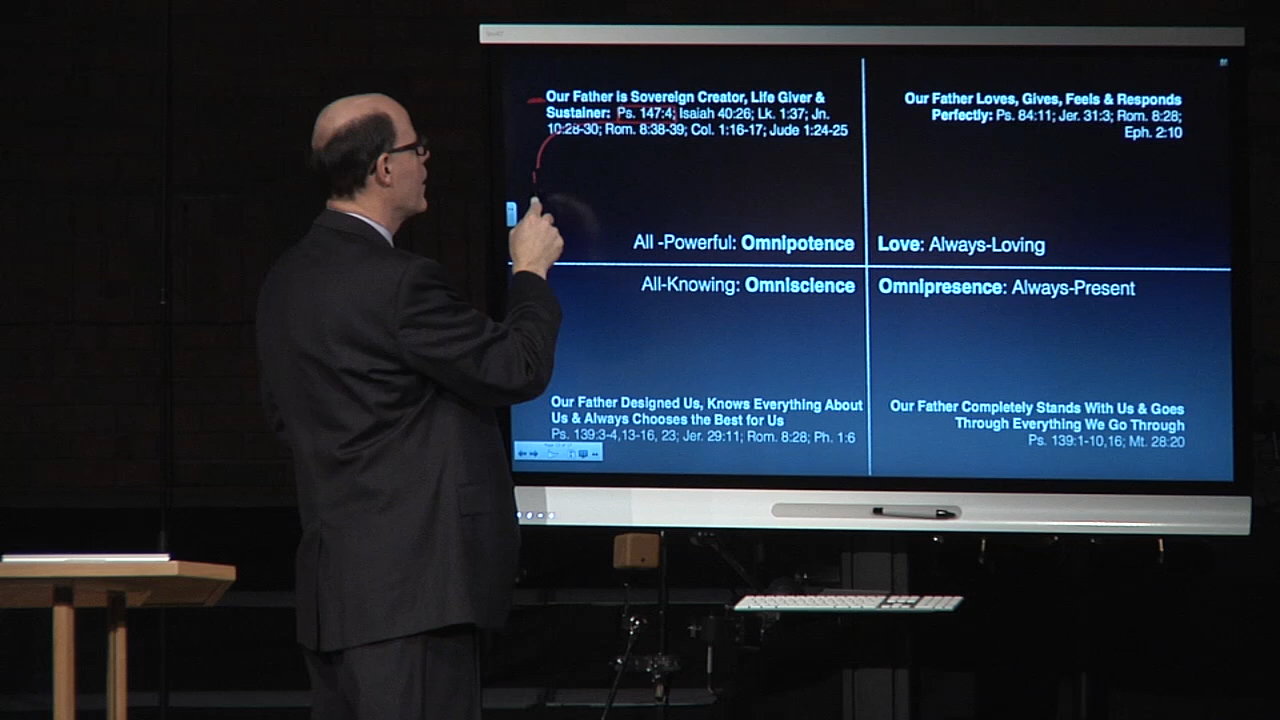 Our Father is Sovereign Creator, Life Giver &
Sustainer: Ps. 147:4; Isaiah 40:26; Lk. 1:37; Jn.
10:28-30; Rom. 8:38-39; Col. 1:16-17; Jude 1:24-25
All -Powerful: Omnipotence
Our Father Loves, Gives, Feels & Responds
Perfectly: Ps. 84:11; Jer. 31:3; Rom. 8:28;
Eph. 2:10
Love: Always-Loving
All-Knowing: Omniscience
Our Father Designed Us, Knows Everything About
Us & Always Chooses the Best for Us
Ps. 139:3-4,13-16, 23; Jer. 29:11; Rom. 8:28; Ph. 1:6
Omnipresence: Always-Present
Our Father Completely Stands With Us & Goes
Through Everything We Go Through
Ps. 139:1-10,16; Mt. 28:20